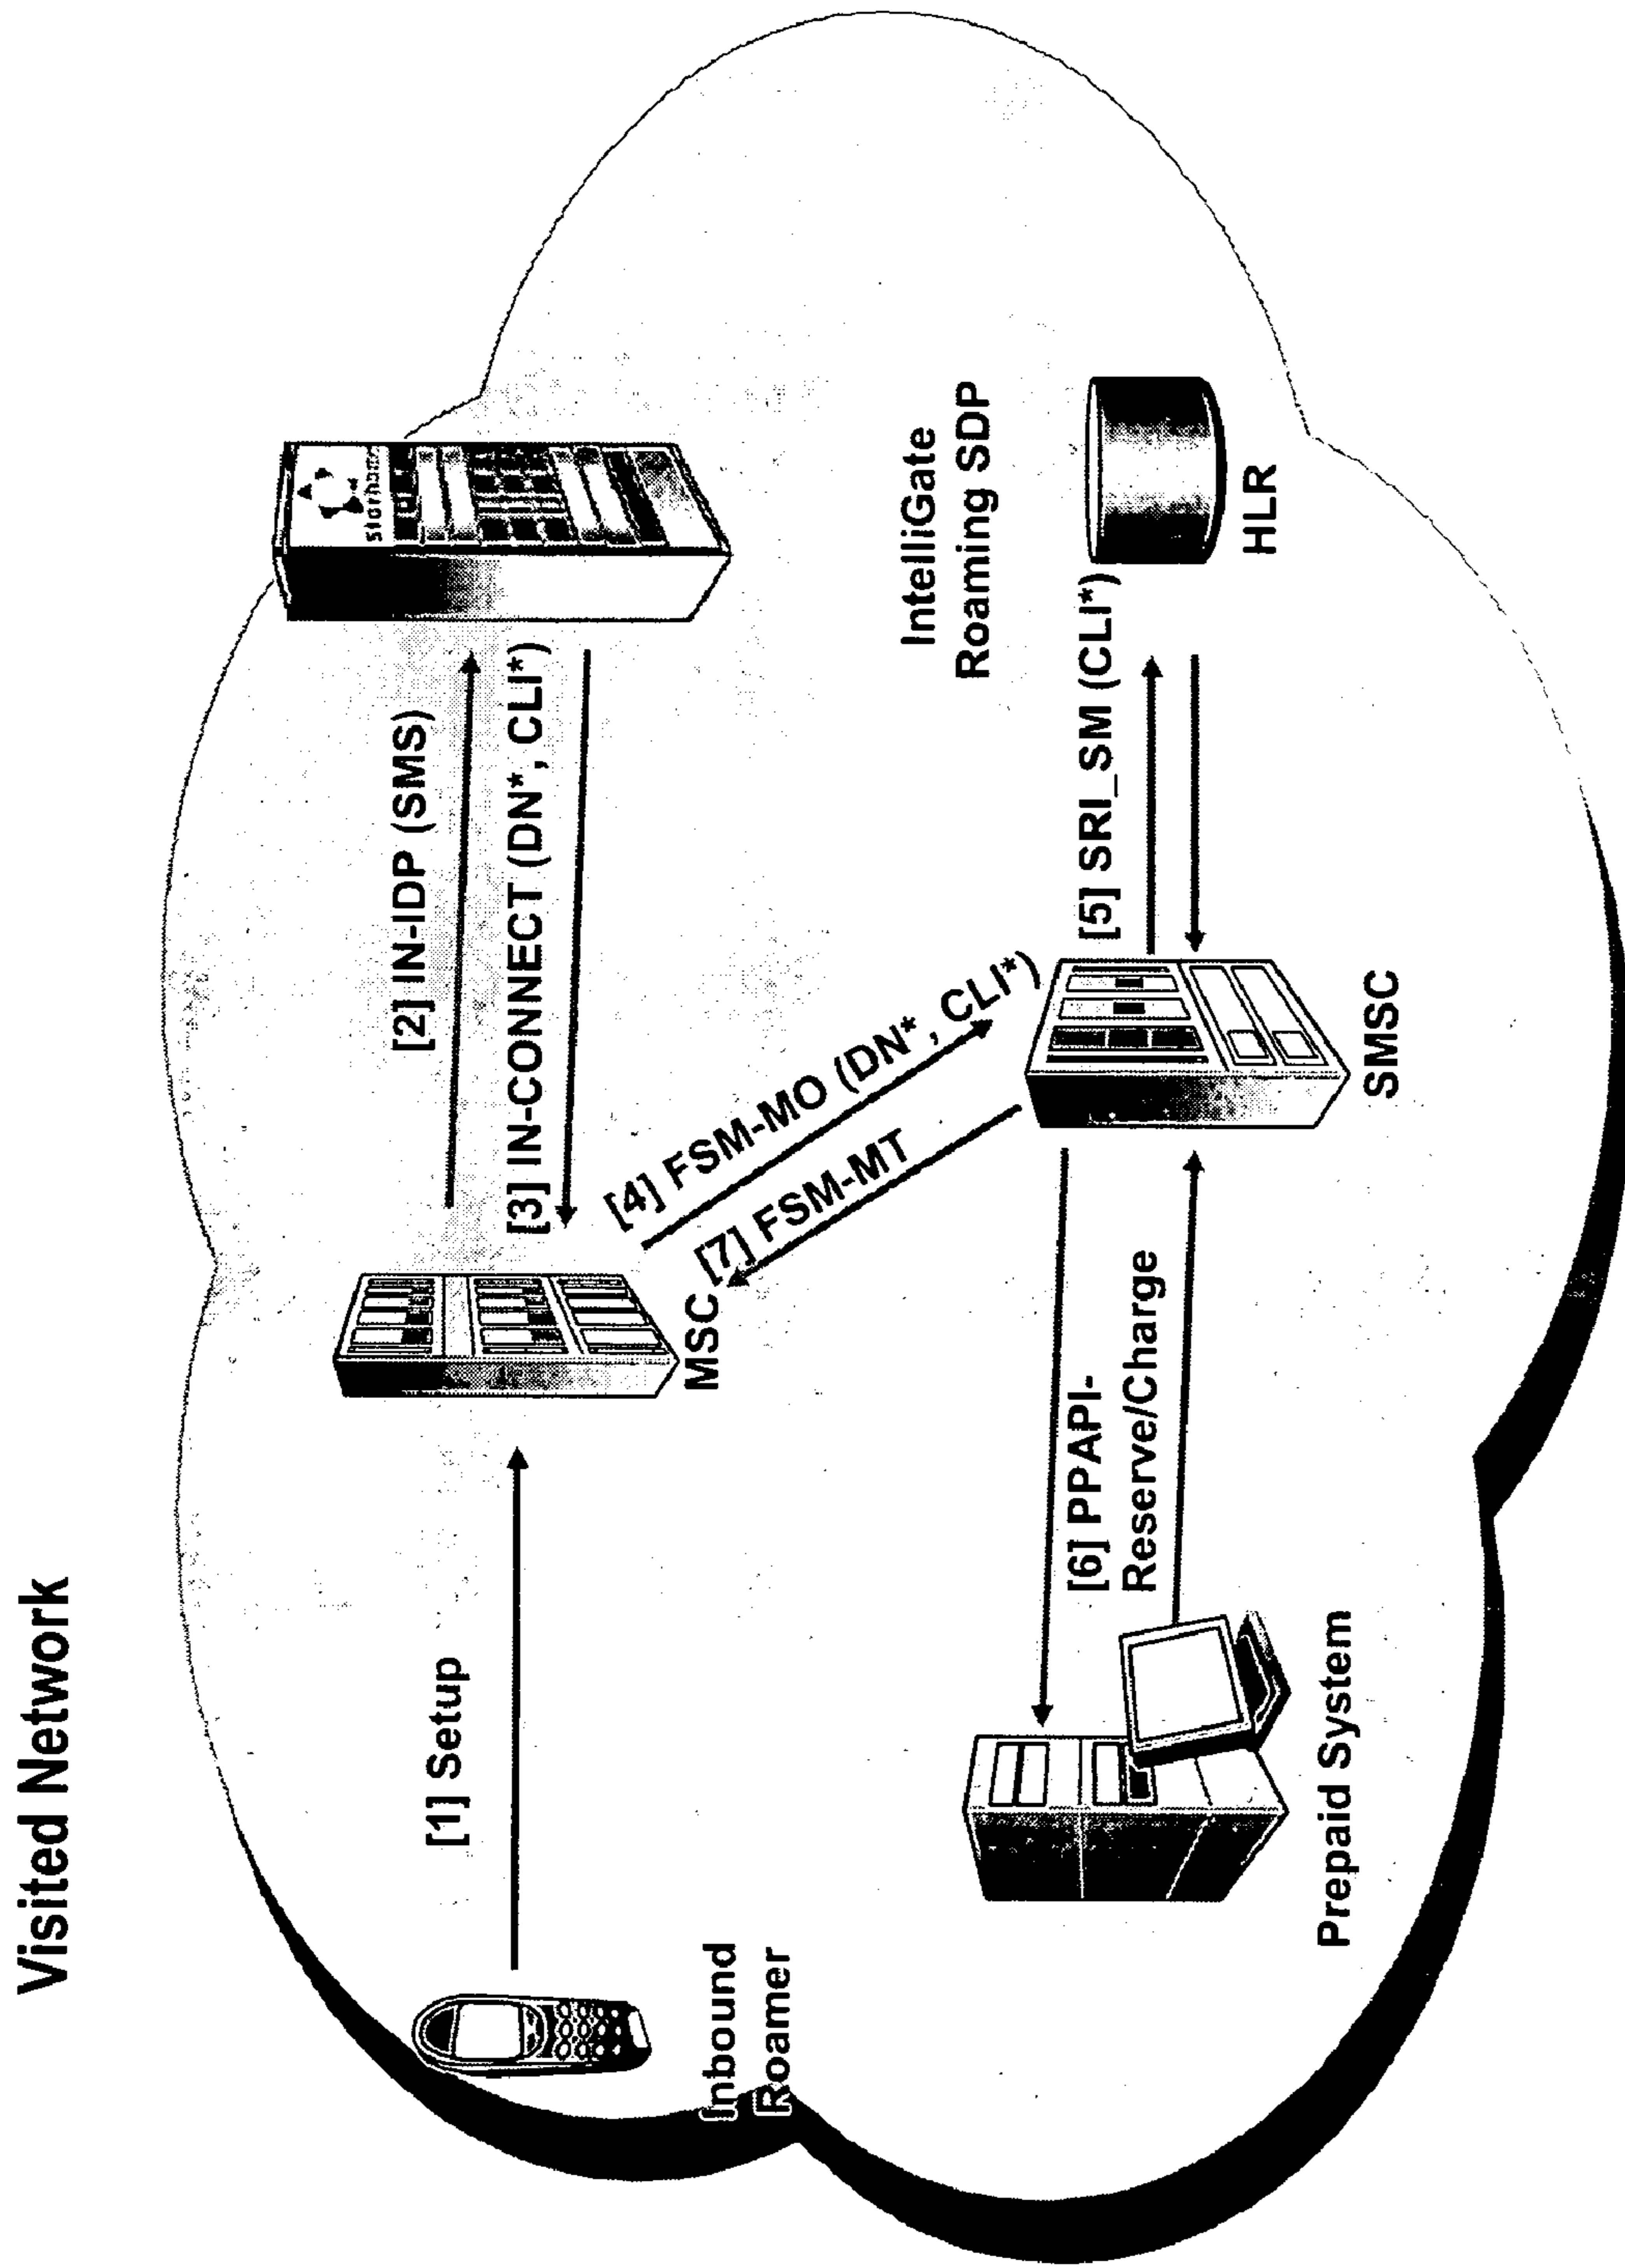 Visited Network
[1] Setup
[2] IN-IDP (SMS)
[3] IN-CONNECT (DN*, CLI*)
starhome
Inbound
Roamer
MSC
[4] FSM-MO (DN*, CLI*)
[7] FSM-MT
IntelliGate
Roaming SDP
[5] SRI_SM (CLI*)
HLR
[6] PPAPI-
Reserve/Charge
Prepaid System
SMSC